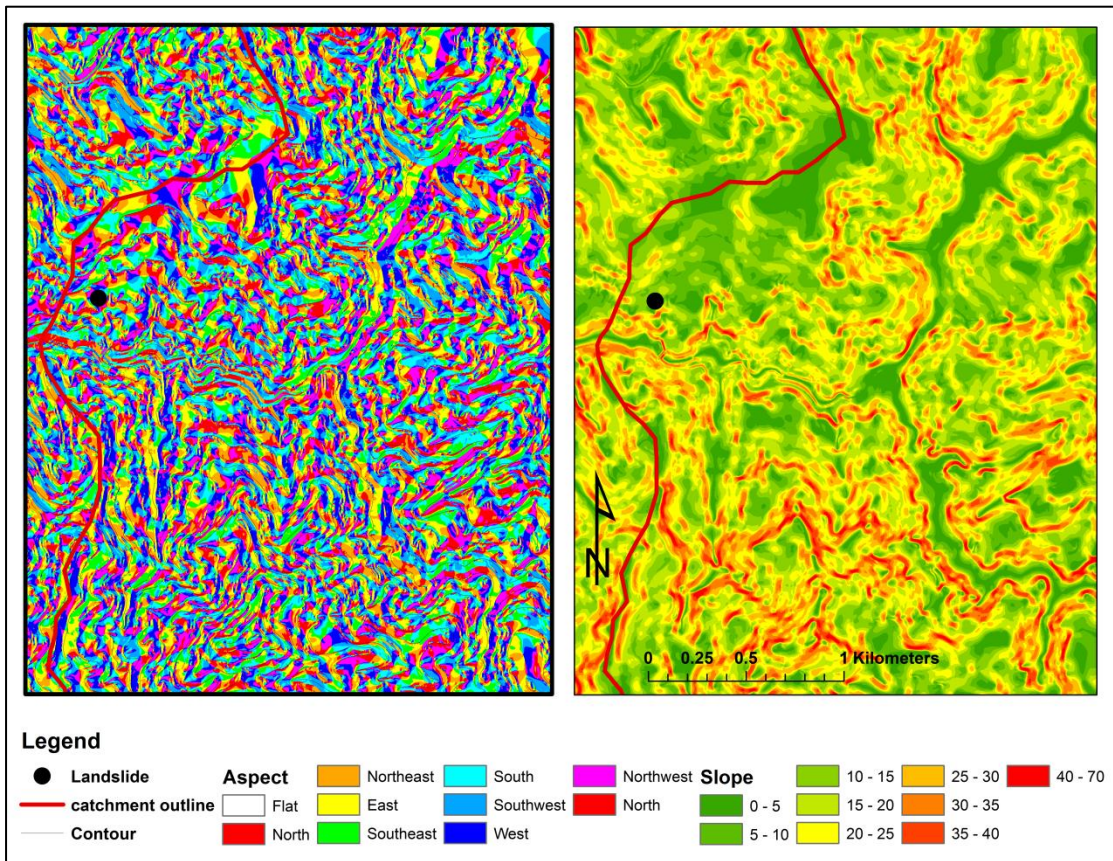 N
0 0.25 0.5 1 Kilometers
Legend
Landslide
catchment outline
Contour
Aspect
Flat
North
Northeast
East
Southeast
South
Southwest
West
Northwest
North
Slope
0 - 5
5 - 10
10 - 15
15 - 20
20 - 25
25 - 30
30 - 35
35 - 40
40 - 70